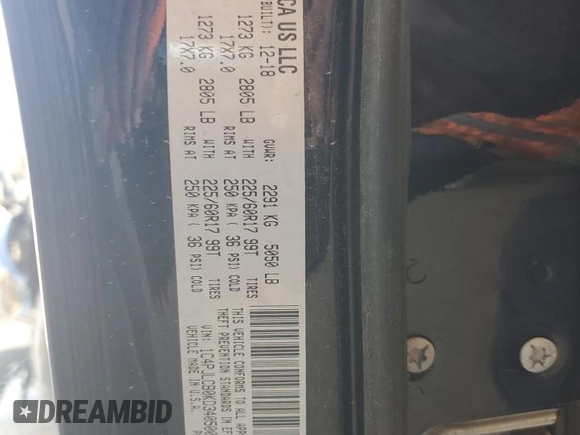 CA US LLC
BUILT): 12-18 GVWR: 2291 KG 5050 LB
1273 KG 2805 LB WITH 225/60R17 99T TIRES
17X7.0 RIMS AT 250 KPA ( 36 PSI) COLD
1273 KG 2805 LB WITH 225/60R17 99T TIRES
17X7.0 RIMS AT 250 KPA ( 36 PSI) COLD
THIS VEHICLE CONFORMS TO ALL APP
THEFT PREVENTION STANDARDS IN EF
VIN: 1C4PJLCB0KD340500
VEHICLE MADE IN U.S.
DREAMBID